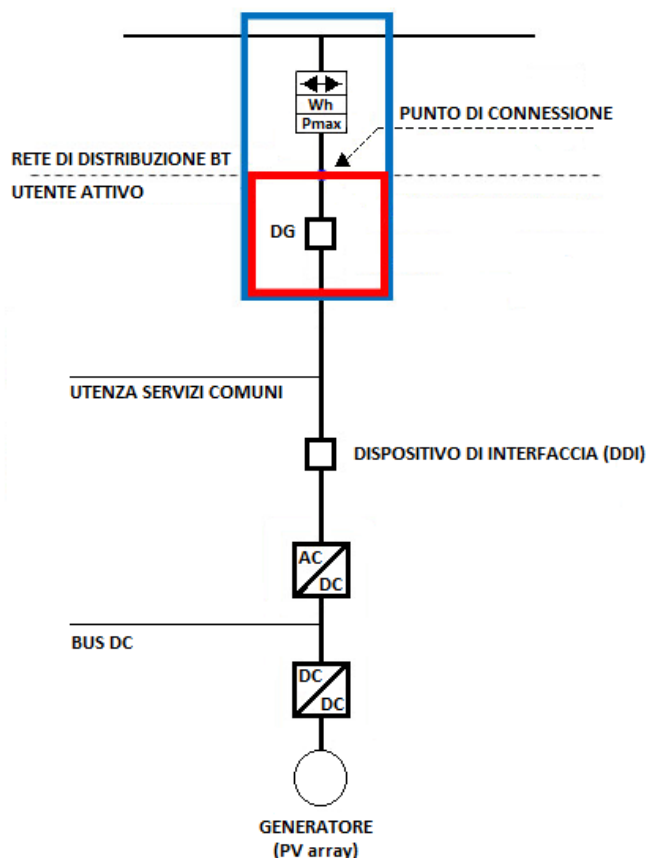 Wh
Pmax
PUNTO DI CONNESSIONE
RETE DI DISTRIBUZIONE BT
UTENTE ATTIVO
DG
UTENZA SERVIZI COMUNI
DISPOSITIVO DI INTERFACCIA (DDI)
AC
DC
BUS DC
DC
DC
GENERATORE
(PV array)